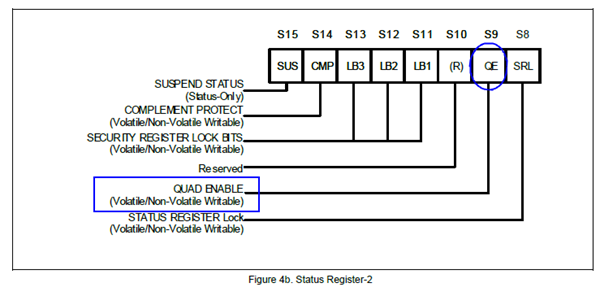 S15 S14 S13 S12 S11 S10 S9 S8
SUS CMP LB3 LB2 LB1 (R) QE SRL
SUSPEND STATUS
(Status-Only)
COMPLEMENT PROTECT
(Volatile/Non-Volatile Writable)
SECURITY REGISTER LOCK BITS
(Volatile/Non-Volatile Writable)
Reserved
QUAD ENABLE
(Volatile/Non-Volatile Writable)
STATUS REGISTER Lock
(Volatile/Non-Volatile Writable)
Figure 4b. Status Register-2